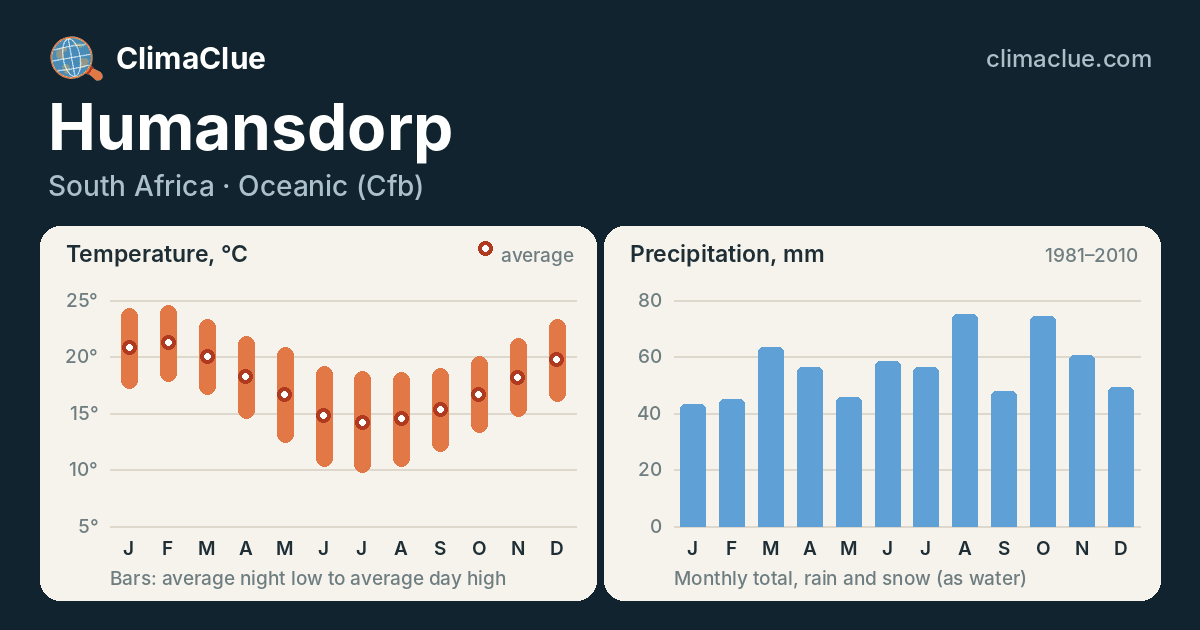 ClimaClue
climaclue.com
Humansdorp
South Africa · Oceanic (Cfb)
Temperature, °C
average
25°
20°
15°
10°
5°
J F M A M J J A S O N D
Bars: average night low to average day high
Precipitation, mm
1981–2010
80
60
40
20
0
J F M A M J J A S O N D
Monthly total, rain and snow (as water)